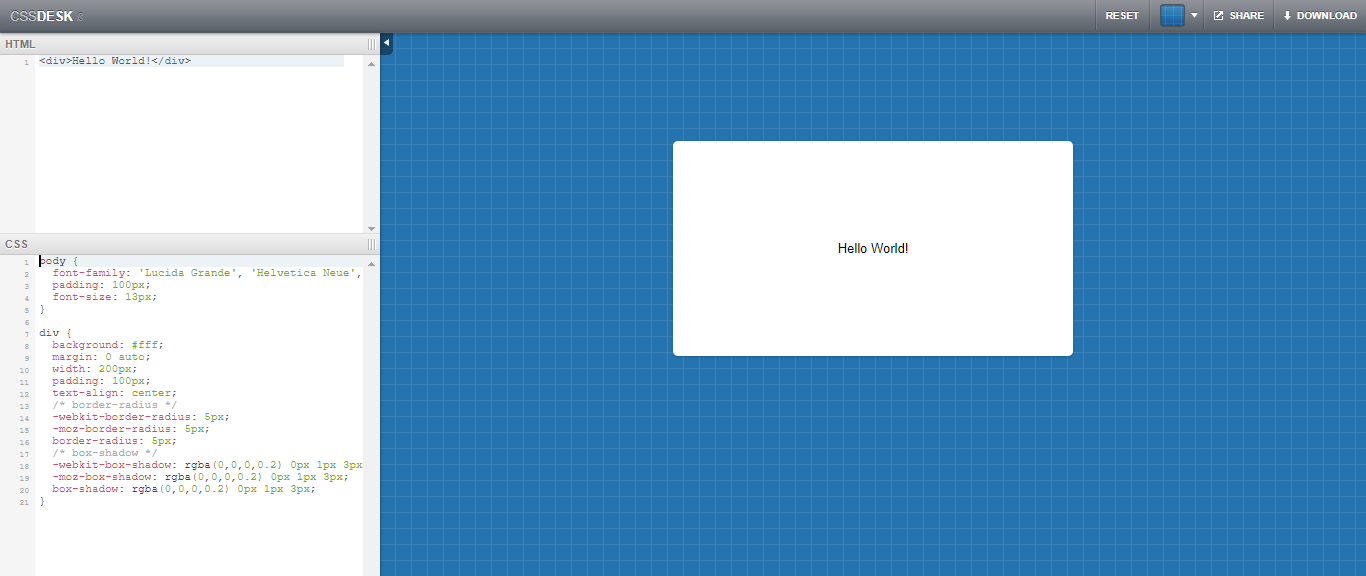 CSSDESK
RESET
SHARE
DOWNLOAD
HTML
1 <div>Hello World!</div>
Hello World!
CSS
1 body {
2 font-family: 'Lucida Grande', 'Helvetica Neue',
3 padding: 100px;
4 font-size: 13px;
5 }
6
7 div {
8 background: #fff;
9 margin: 0 auto;
10 width: 200px;
11 padding: 100px;
12 text-align: center;
13 /* border-radius */
14 -webkit-border-radius: 5px;
15 -moz-border-radius: 5px;
16 border-radius: 5px;
17 /* box-shadow */
18 -webkit-box-shadow: rgba(0,0,0,0.2) 0px 1px 3px
19 -moz-box-shadow: rgba(0,0,0,0.2) 0px 1px 3px;
20 box-shadow: rgba(0,0,0,0.2) 0px 1px 3px;
21 }